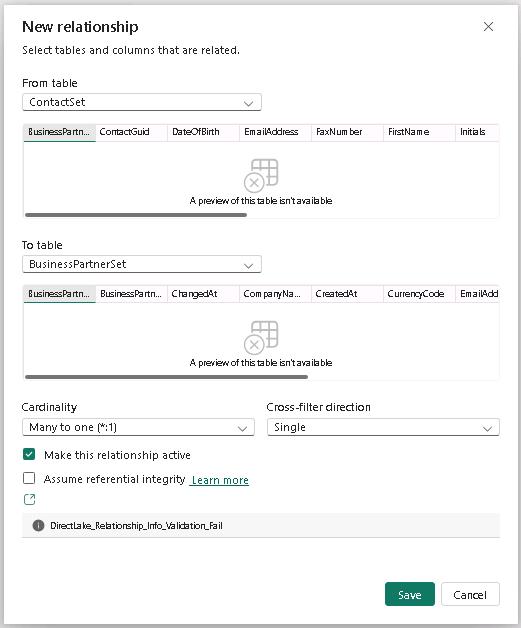 New relationship
Select tables and columns that are related.
From table
ContactSet
BusinessPartn... ContactGuid DateOfBirth EmailAddress FaxNumber FirstName Initials
A preview of this table isn't available
To table
BusinessPartnerSet
BusinessPartn... BusinessPartn... ChangedAt CompanyNa... CreatedAt CurrencyCode EmailAdd
A preview of this table isn't available
Cardinality Cross-filter direction
Many to one (*:1) Single
Make this relationship active
Assume referential integrity Learn more
DirectLake_Relationship_Info_Validation_Fail
Save Cancel